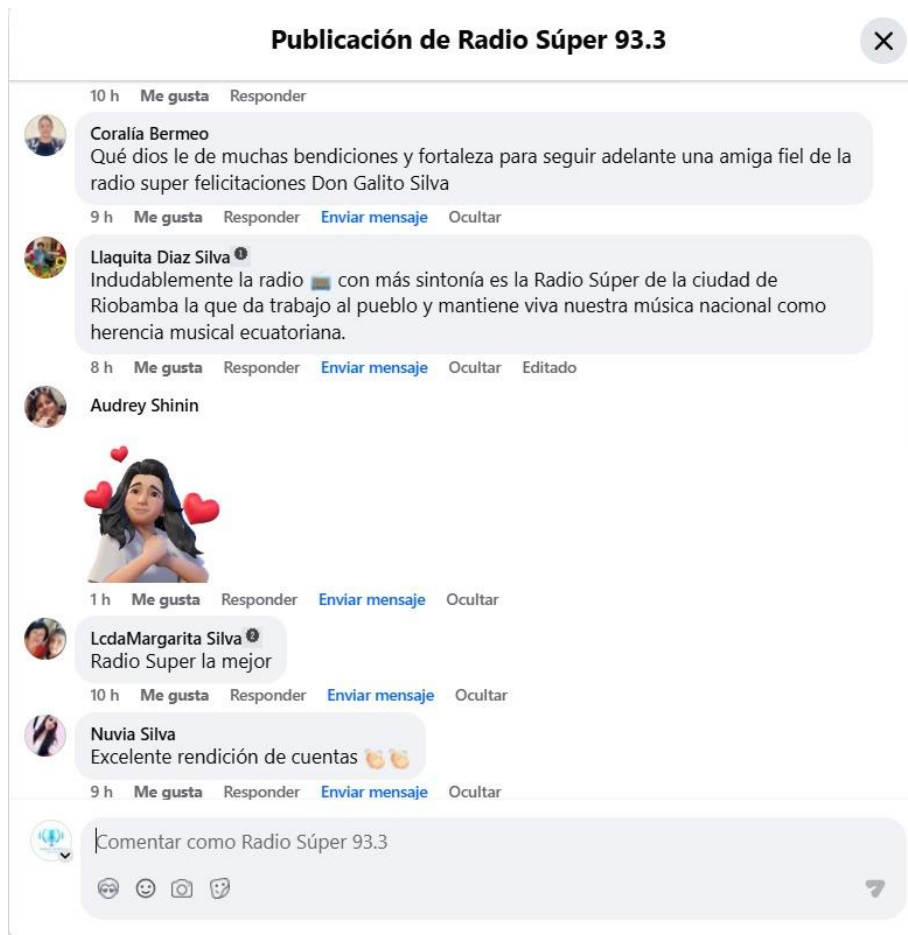 Publicación de Radio Súper 93.3
10 h Me gusta Responder
Coralía Bermeo
Qué dios le de muchas bendiciones y fortaleza para seguir adelante una amiga fiel de la
radio super felicitaciones Don Galito Silva
9 h Me gusta Responder Enviar mensaje Ocultar
Llaquita Diaz Silva
Indudablemente la radio 📻 con más sintonía es la Radio Súper de la ciudad de
Riobamba la que da trabajo al pueblo y mantiene viva nuestra música nacional como
herencia musical ecuatoriana.
8 h Me gusta Responder Enviar mensaje Ocultar Editado
Audrey Shinin
1 h Me gusta Responder Enviar mensaje Ocultar
LcdaMargarita Silva
Radio Super la mejor
10 h Me gusta Responder Enviar mensaje Ocultar
Nuvia Silva
Excelente rendición de cuentas 👏👏
9 h Me gusta Responder Enviar mensaje Ocultar
Comentar como Radio Súper 93.3